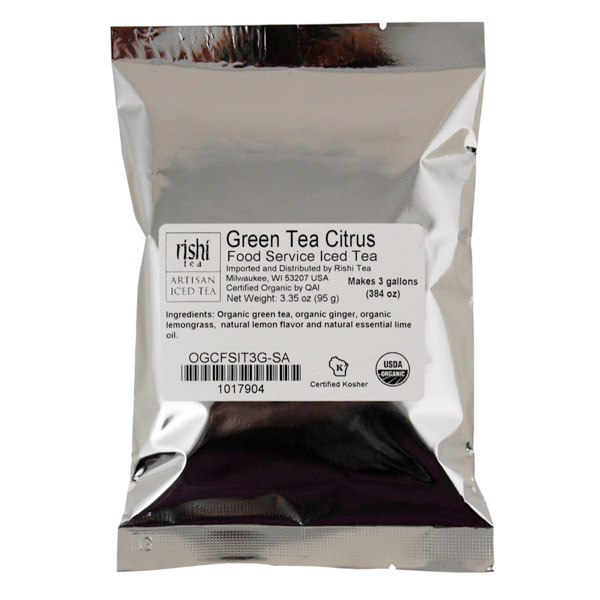 rishi
tea
ARTISAN
ICED TEA
Green Tea Citrus
Food Service Iced Tea
Imported and Distributed by Rishi Tea
Milwaukee, WI 53207 USA
Certified Organic by QAI
Net Weight: 3.35 oz (95 g)
Makes 3 gallons
(384 oz)
Ingredients: Organic green tea, organic ginger, organic
lemongrass, natural lemon flavor and natural essential lime
oil.
OGCFSIT3G-SA
1017904
K
Certified Kosher
USDA
ORGANIC